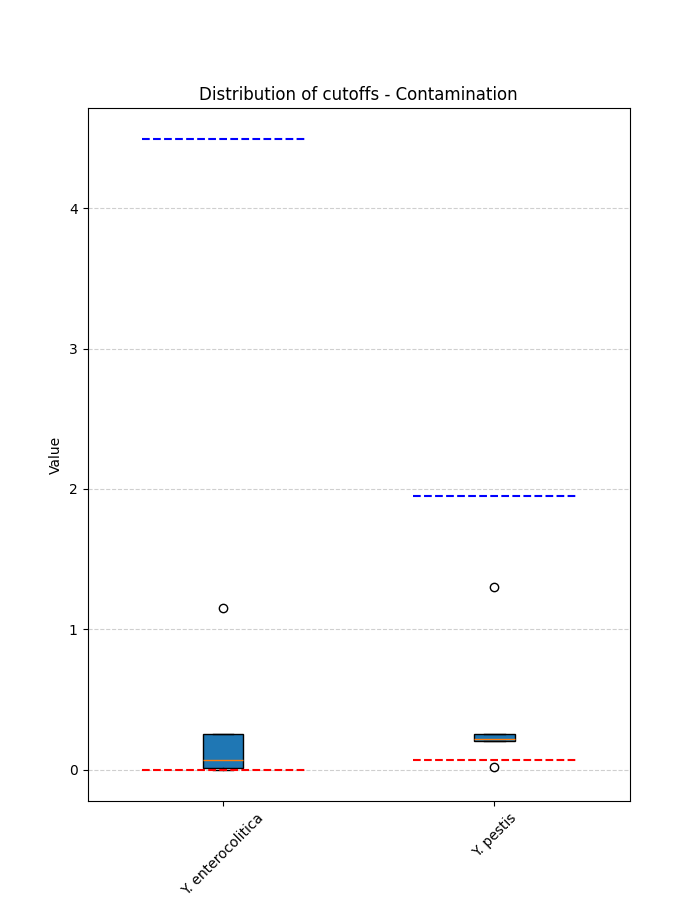 Distribution of cutoffs - Contamination
Value
4
3
2
1
0
Y. enterocolitica
Y. pestis